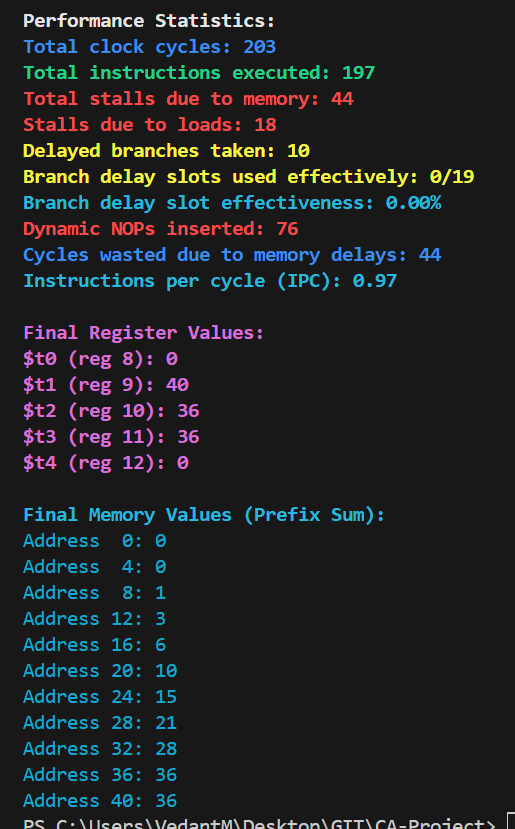 Performance Statistics:
Total clock cycles: 203
Total instructions executed: 197
Total stalls due to memory: 44
Stalls due to loads: 18
Delayed branches taken: 10
Branch delay slots used effectively: 0/19
Branch delay slot effectiveness: 0.00%
Dynamic NOPs inserted: 76
Cycles wasted due to memory delays: 44
Instructions per cycle (IPC): 0.97
Final Register Values:
$t0 (reg 8): 0
$t1 (reg 9): 40
$t2 (reg 10): 36
$t3 (reg 11): 36
$t4 (reg 12): 0
Final Memory Values (Prefix Sum):
Address  0: 0
Address  4: 0
Address  8: 1
Address 12: 3
Address 16: 6
Address 20: 10
Address 24: 15
Address 28: 21
Address 32: 28
Address 36: 36
Address 40: 36
PS C:\Users\VedantM\Desktop\GIT\CA-Project>